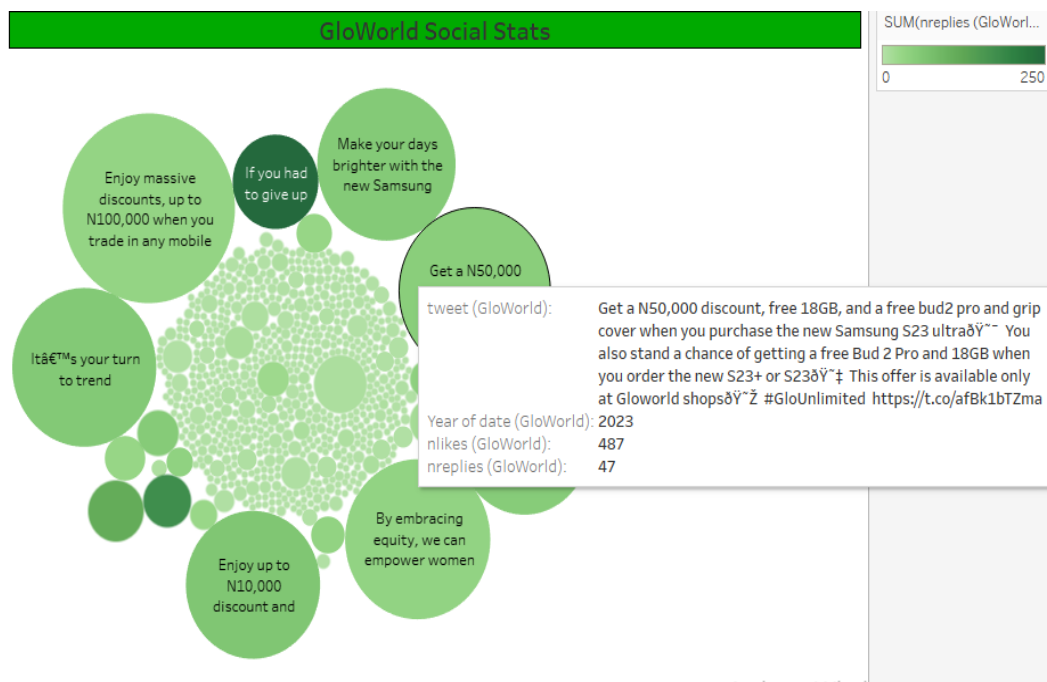 GloWorld Social Stats
SUM(nreplies (GloWorl...
0 250
Make your days
brighter with the
new Samsung
If you had
to give up
Enjoy massive
discounts, up to
N100,000 when you
trade in any mobile
Get a N50,000
tweet (GloWorld): Get a N50,000 discount, free 18GB, and a free bud2 pro and grip
cover when you purchase the new Samsung S23 ultraðŸ˜¯ You
also stand a chance of getting a free Bud 2 Pro and 18GB when
you order the new S23+ or S23ðŸ˜‡ This offer is available only
at Gloworld shopsðŸ˜Ž #GloUnlimited https://t.co/afBk1bTZma
Year of date (GloWorld): 2023
nlikes (GloWorld): 487
nreplies (GloWorld): 47
Itâ€™s your turn
to trend
By embracing
equity, we can
empower women
Enjoy up to
N10,000
discount and